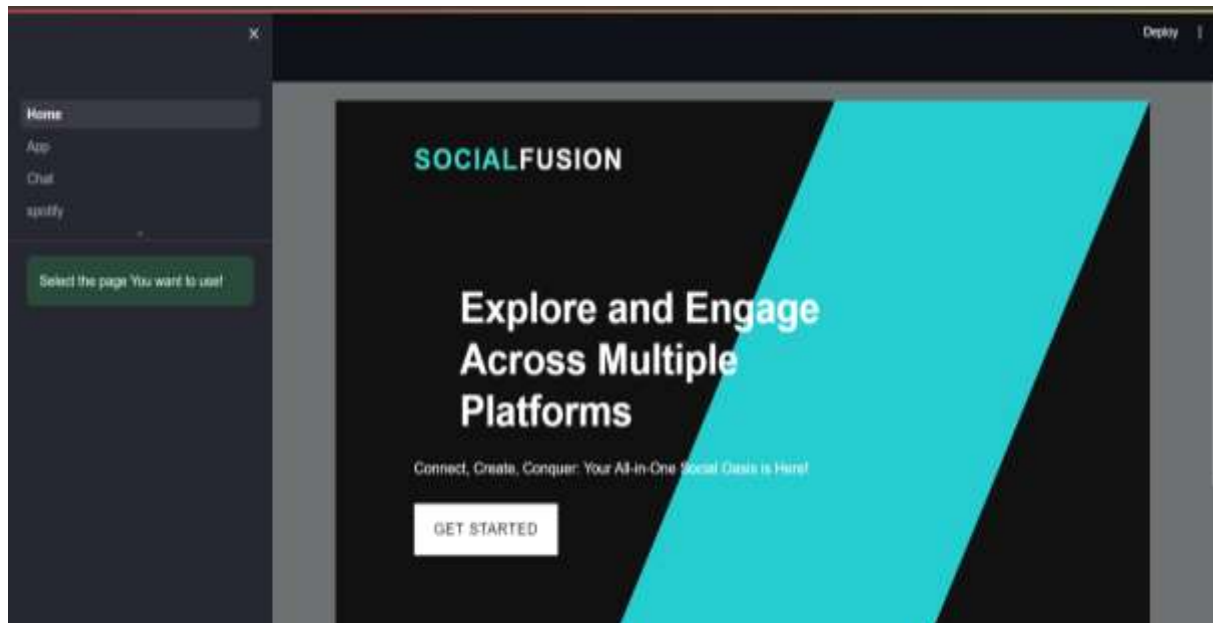 X
Deploy
Home
App
Chat
spotify
Select the page You want to use!
SOCIALFUSION
Explore and Engage
Across Multiple
Platforms
Connect, Create, Conquer: Your All-in-One Social Oasis is Here!
GET STARTED